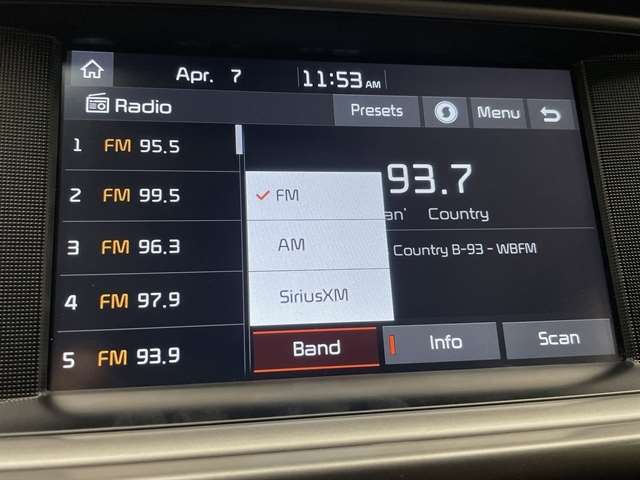 Apr. 7 11:53 AM
Radio Presets Menu
1 FM 95.5
2 FM 99.5
3 FM 96.3
4 FM 97.9
5 FM 93.9
93.7
Country
Country B-93 - WBFM
FM
AM
SiriusXM
Band Info Scan